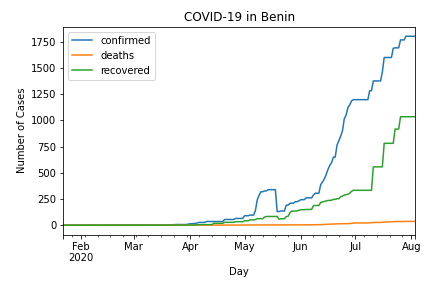 COVID-19 in Benin
confirmed
deaths
recovered
Number of Cases
1750
1500
1250
1000
750
500
250
0
Feb Mar Apr May Jun Jul Aug
2020
Day